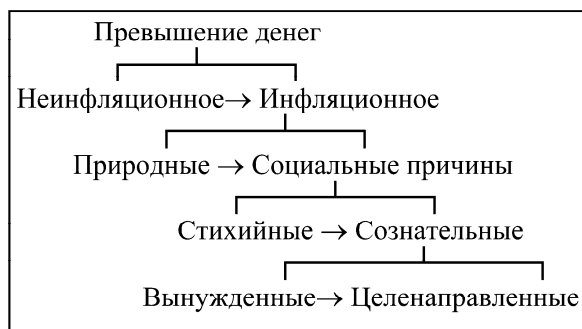 Превышение денег
Неинфляционное→ Инфляционное
Природные → Социальные причины
Стихийные → Сознательные
Вынужденные→ Целенаправленные